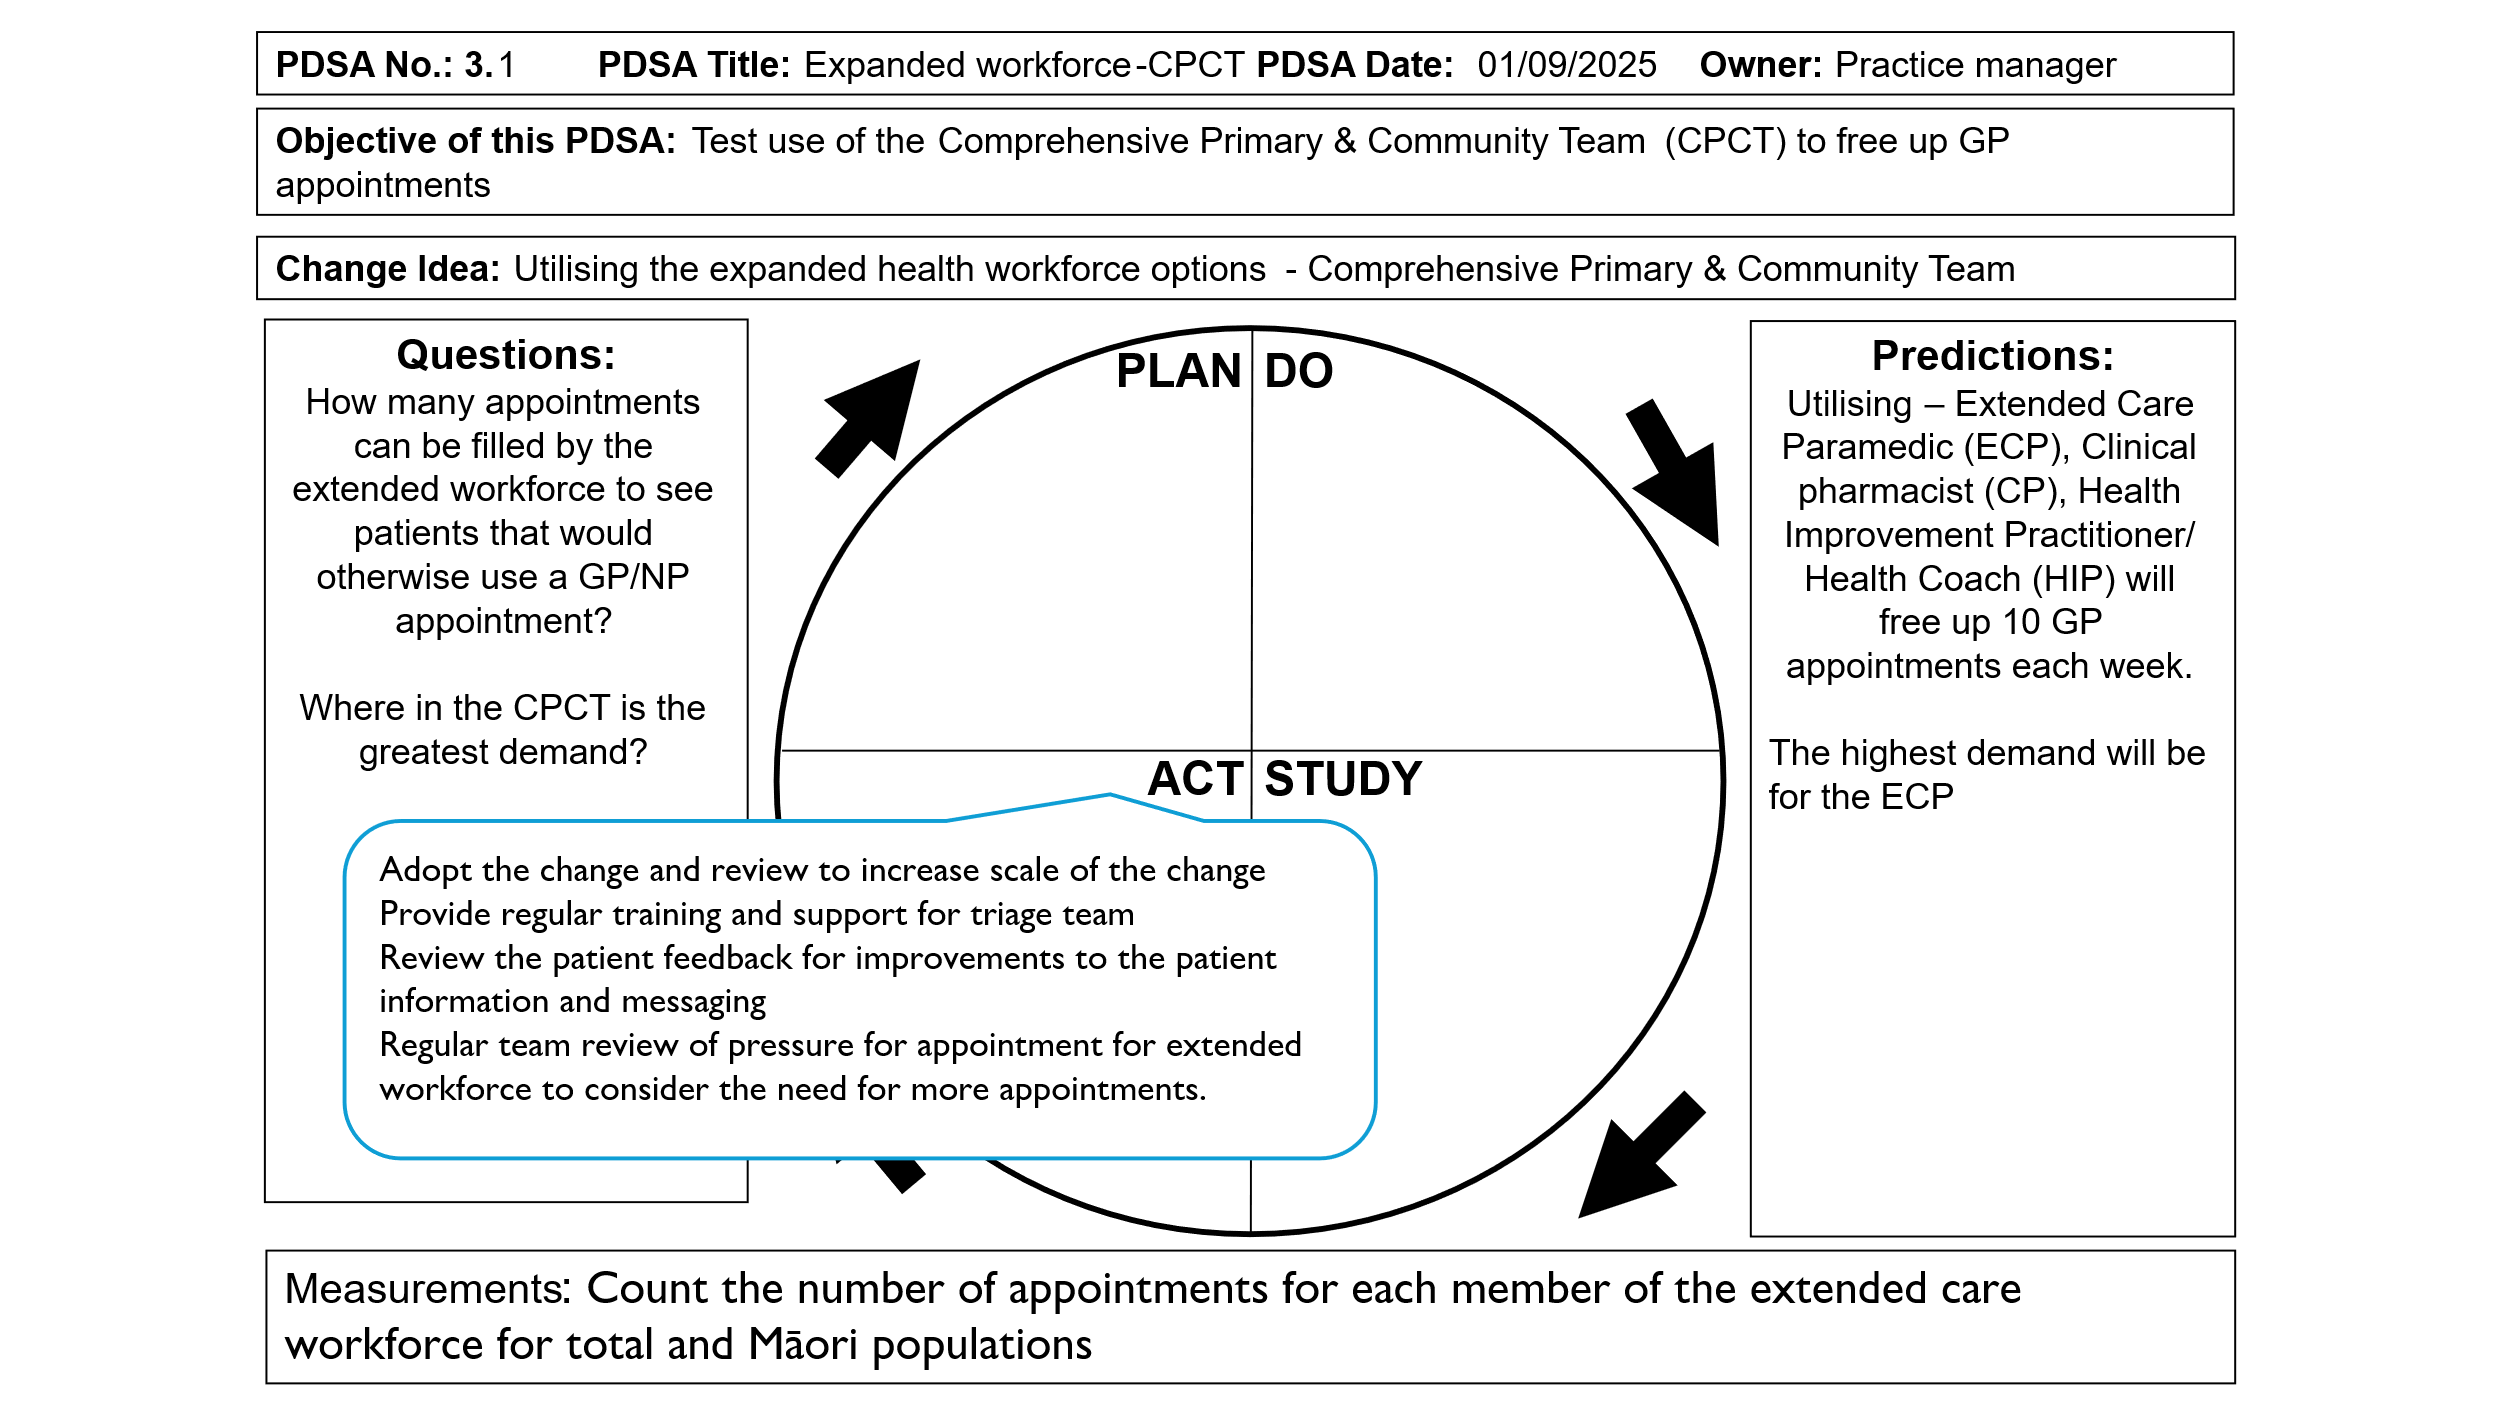 PDSA No.: 3.1 PDSA Title: Expanded workforce-CPCT PDSA Date: 01/09/2025 Owner: Practice manager
Objective of this PDSA: Test use of the Comprehensive Primary & Community Team (CPCT) to free up GP
appointments
Change Idea: Utilising the expanded health workforce options - Comprehensive Primary & Community Team
Questions:
How many appointments
can be filled by the
extended workforce to see
patients that would
otherwise use a GP/NP
appointment?
Where in the CPCT is the
greatest demand?
PLAN DO
ACT STUDY
Adopt the change and review to increase scale of the change
Provide regular training and support for triage team
Review the patient feedback for improvements to the patient
information and messaging
Regular team review of pressure for appointment for extended
workforce to consider the need for more appointments.
Predictions:
Utilising – Extended Care
Paramedic (ECP), Clinical
pharmacist (CP), Health
Improvement Practitioner/
Health Coach (HIP) will
free up 10 GP
appointments each week.
The highest demand will be
for the ECP
Measurements: Count the number of appointments for each member of the extended care
workforce for total and Māori populations